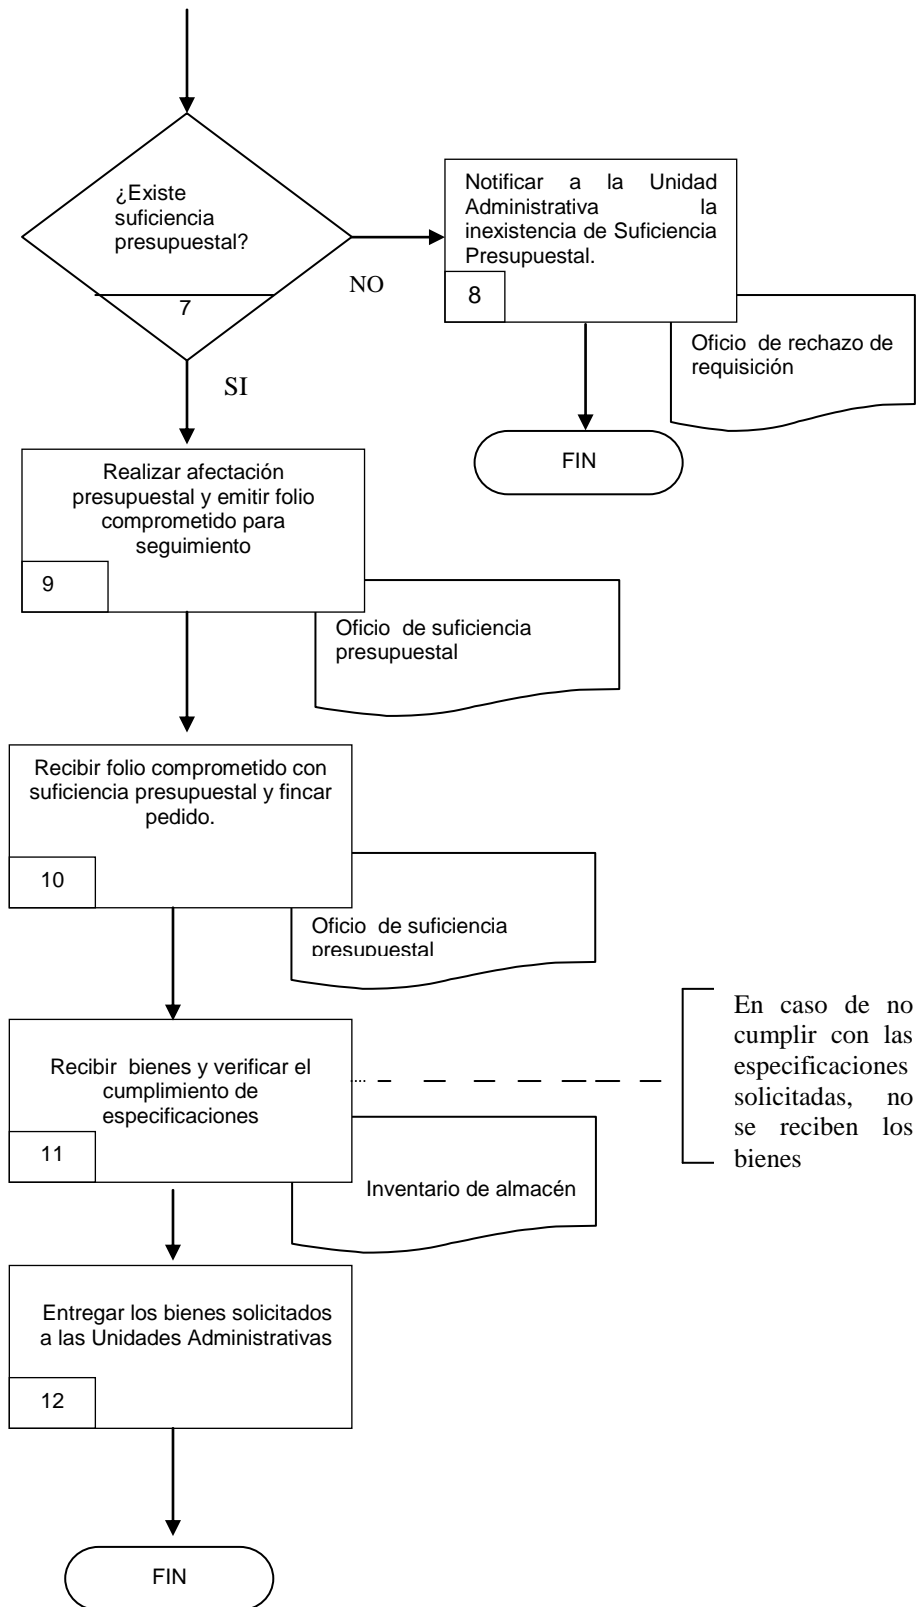 ¿Existe
suficiencia
presupuestal?
7
NO
SI
Notificar a la Unidad
Administrativa la
inexistencia de Suficiencia
Presupuestal.
8
Oficio de rechazo de
requisición
FIN
Realizar afectación
presupuestal y emitir folio
comprometido para
seguimiento
9
Oficio de suficiencia
presupuestal
Recibir folio comprometido con
suficiencia presupuestal y fincar
pedido.
10
Oficio de suficiencia
presupuestal
Recibir bienes y verificar el
cumplimiento de
especificaciones
11
En caso de no
cumplir con las
especificaciones
solicitadas, no
se reciben los
bienes
Inventario de almacén
Entregar los bienes solicitados
a las Unidades Administrativas
12
FIN